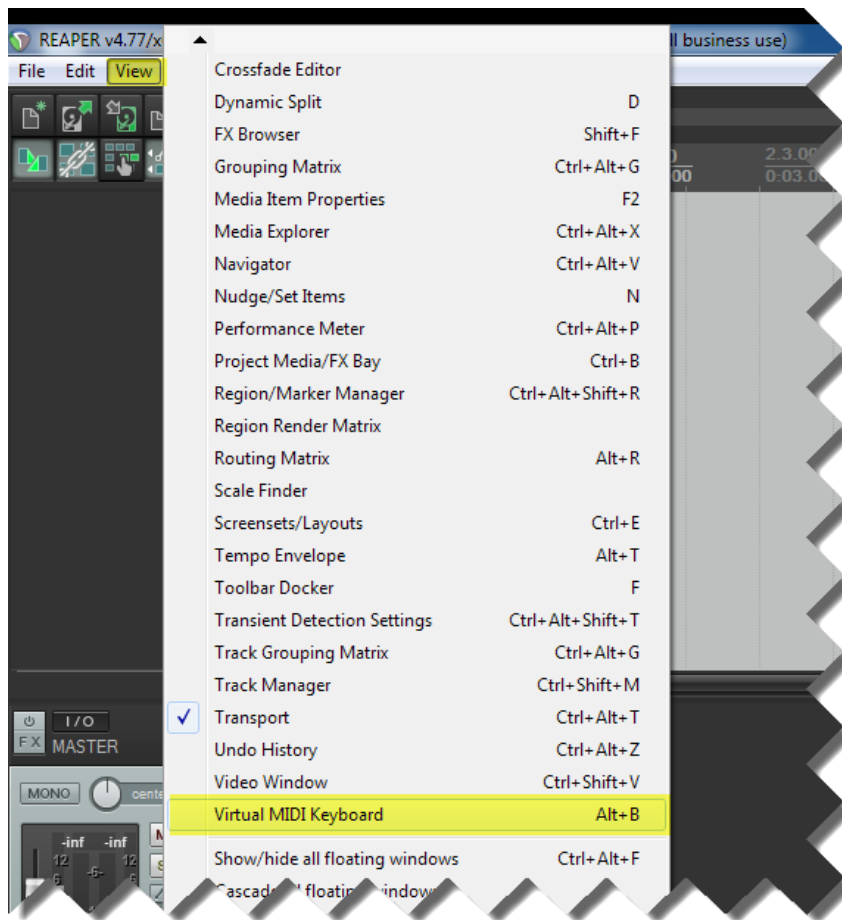 REAPER v4.77/x
ll business use)
File Edit View
2.3.00
00 0:03.0
Crossfade Editor
Dynamic Split D
FX Browser Shift+F
Grouping Matrix Ctrl+Alt+G
Media Item Properties F2
Media Explorer Ctrl+Alt+X
Navigator Ctrl+Alt+V
Nudge/Set Items N
Performance Meter Ctrl+Alt+P
Project Media/FX Bay Ctrl+B
Region/Marker Manager Ctrl+Alt+Shift+R
Region Render Matrix
Routing Matrix Alt+R
Scale Finder
Screensets/Layouts Ctrl+E
Tempo Envelope Alt+T
Toolbar Docker F
Transient Detection Settings Ctrl+Alt+Shift+T
Track Grouping Matrix Ctrl+Alt+G
Track Manager Ctrl+Shift+M
Transport Ctrl+Alt+T
Undo History Ctrl+Alt+Z
Video Window Ctrl+Shift+V
Virtual MIDI Keyboard Alt+B
Show/hide all floating windows Ctrl+Alt+F
I/O
FX MASTER
MONO cente
-inf -inf
12 12
-6-
6 6